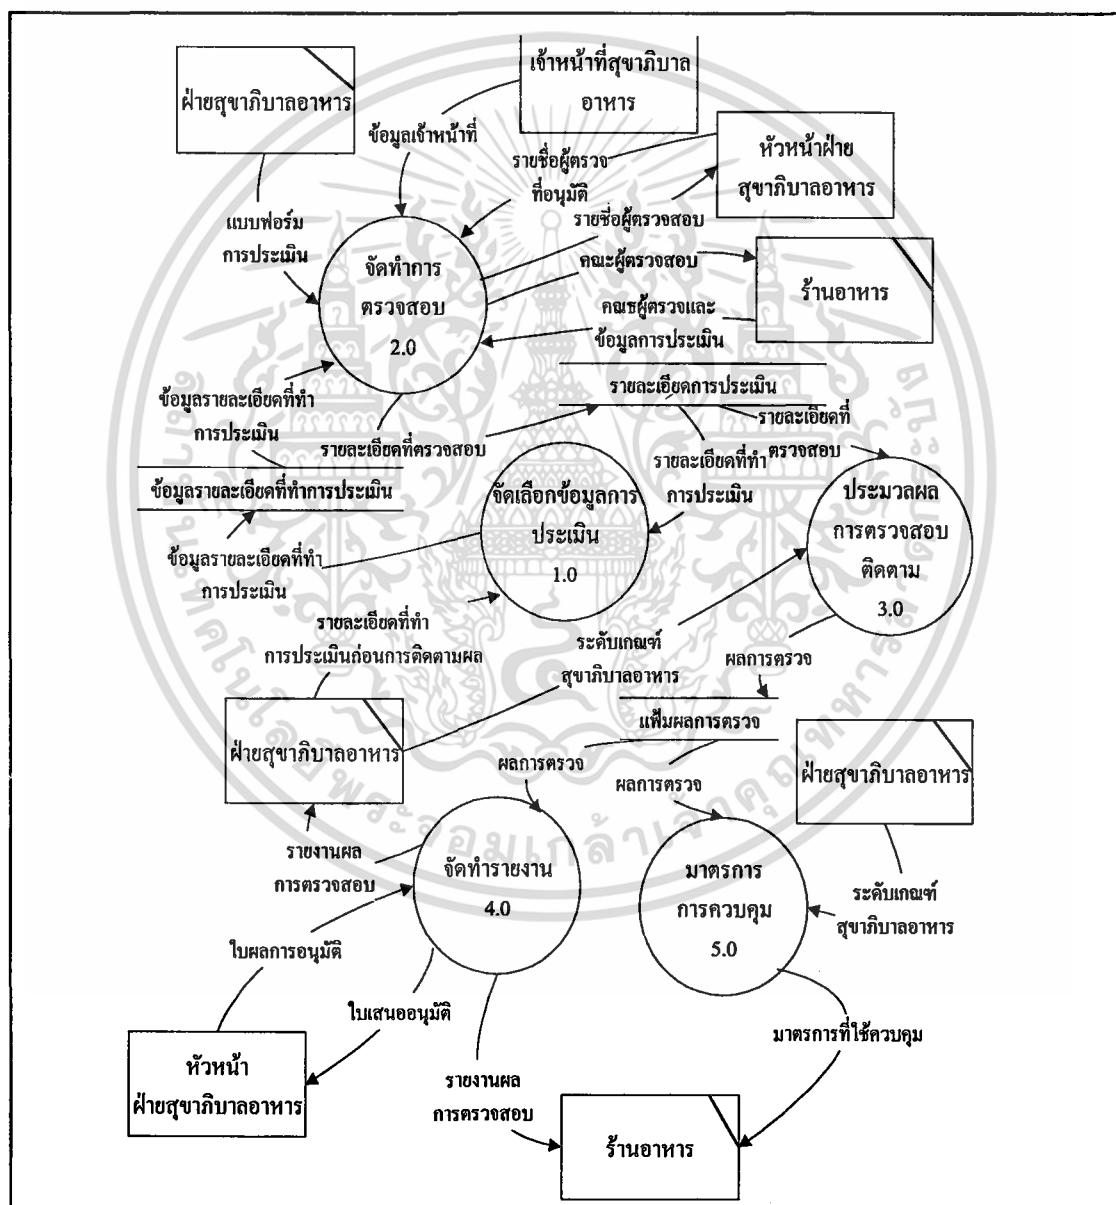 เจ้าหน้าที่สุขาภิบาล
อาหาร
ฝ่ายสุขาภิบาลอาหาร
ข้อมูลเจ้าหน้าที่
รายชื่อผู้ตรวจ
ที่อนุมัติ
หัวหน้าฝ่าย
สุขาภิบาลอาหาร
แบบฟอร์ม
การประเมิน
รายชื่อผู้ตรวจสอบ
คณะผู้ตรวจสอบ
จัดทำการ
ตรวจสอบ
2.0
ร้านอาหาร
คณธผู้ตรวจและ
ข้อมูลการประเมิน
รายละเอียดการประเมิน
ข้อมูลรายละเอียดที่ทำ
การประเมิน
รายละเอียดที่ตรวจสอบ
รายละเอียดที่
ตรวจสอบ
รายละเอียดที่ทำ
การประเมิน
ข้อมูลรายละเอียดที่ทำการประเมิน
จัดเลือกข้อมูลการ
ประเมิน
1.0
ประมวลผล
การตรวจสอบ
ติดตาม
3.0
ข้อมูลรายละเอียดที่ทำ
การประเมิน
รายละเอียดที่ทำ
การประเมินก่อนการติดตามผล
ระดับเกณฑ์
สุขาภิบาลอาหาร
ผลการตรวจ
แฟ้มผลการตรวจ
ฝ่ายสุขาภิบาลอาหาร
ผลการตรวจ
ผลการตรวจ
ฝ่ายสุขาภิบาลอาหาร
รายงานผล
การตรวจสอบ
จัดทำรายงาน
4.0
มาตรการ
การควบคุม
5.0
ระดับเกณฑ์
สุขาภิบาลอาหาร
ใบผลการอนุมัติ
ใบเสนออนุมัติ
มาตรการที่ใช้ควบคุม
หัวหน้า
ฝ่ายสุขาภิบาลอาหาร
รายงานผล
การตรวจสอบ
ร้านอาหาร
พระจอมเกล้าเจ้าคุณทหาร